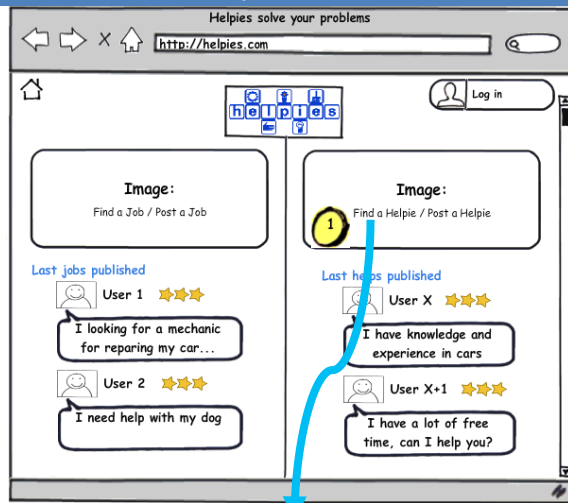 Helpies solve your problems
X
http://helpies.com
Log in
helpies
Image:
Find a Job / Post a Job
Image:
Find a Helpie / Post a Helpie
1
Last jobs published
User 1
I looking for a mechanic
for reparing my car...
User 2
I need help with my dog
Last helps published
User X
I have knowledge and
experience in cars
User X+1
I have a lot of free
time, can I help you?